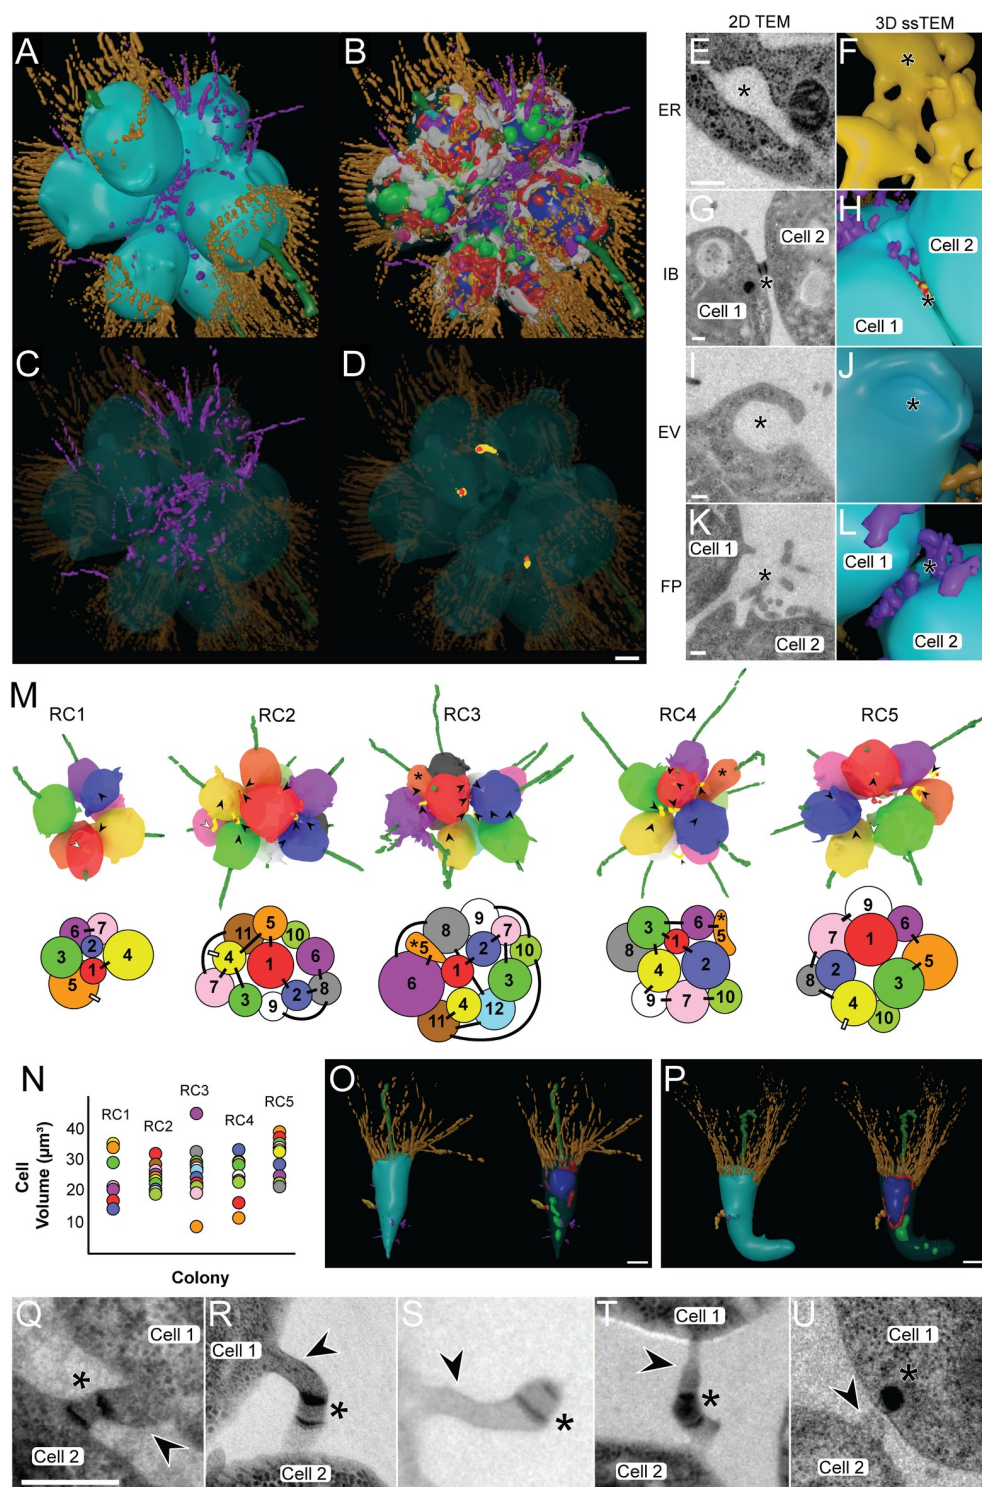 2D TEM 3D ssTEM
A B E F
ER
G H
Cell 2
Cell 2
IB
Cell 1
Cell 1
C D I J
EV
K L
Cell 1
Cell 1
FP
Cell 2
Cell 2
M
RC1 RC2 RC3 RC4 RC5
* * *
6 7 2 3 1 4 5
11 5 10 4 1 6 7 3 2 8 9
9 8 7 2 10 *5 1 3 6 4 12 11
3 6 * 5 1 8 4 2 9 7 10
9 6 7 1 5 2 8 3 4 10
N O P
RC1 RC2 RC3 RC4 RC5
Cell
Volume (µm³)
40
30
20
10
Colony
Q R S T U
Cell 1
Cell 2
Cell 1
Cell 2
Cell 1
Cell 2
Cell 1
Cell 2